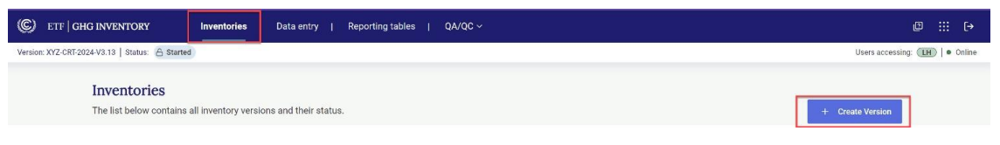 ETF | GHG INVENTORY Inventories Data entry | Reporting tables | QA/QC
Version: XYZ-CRT-2024-V3.13 | Status: Started Users accessing: LH | Online
Inventories
The list below contains all inventory versions and their status.
+ Create Version